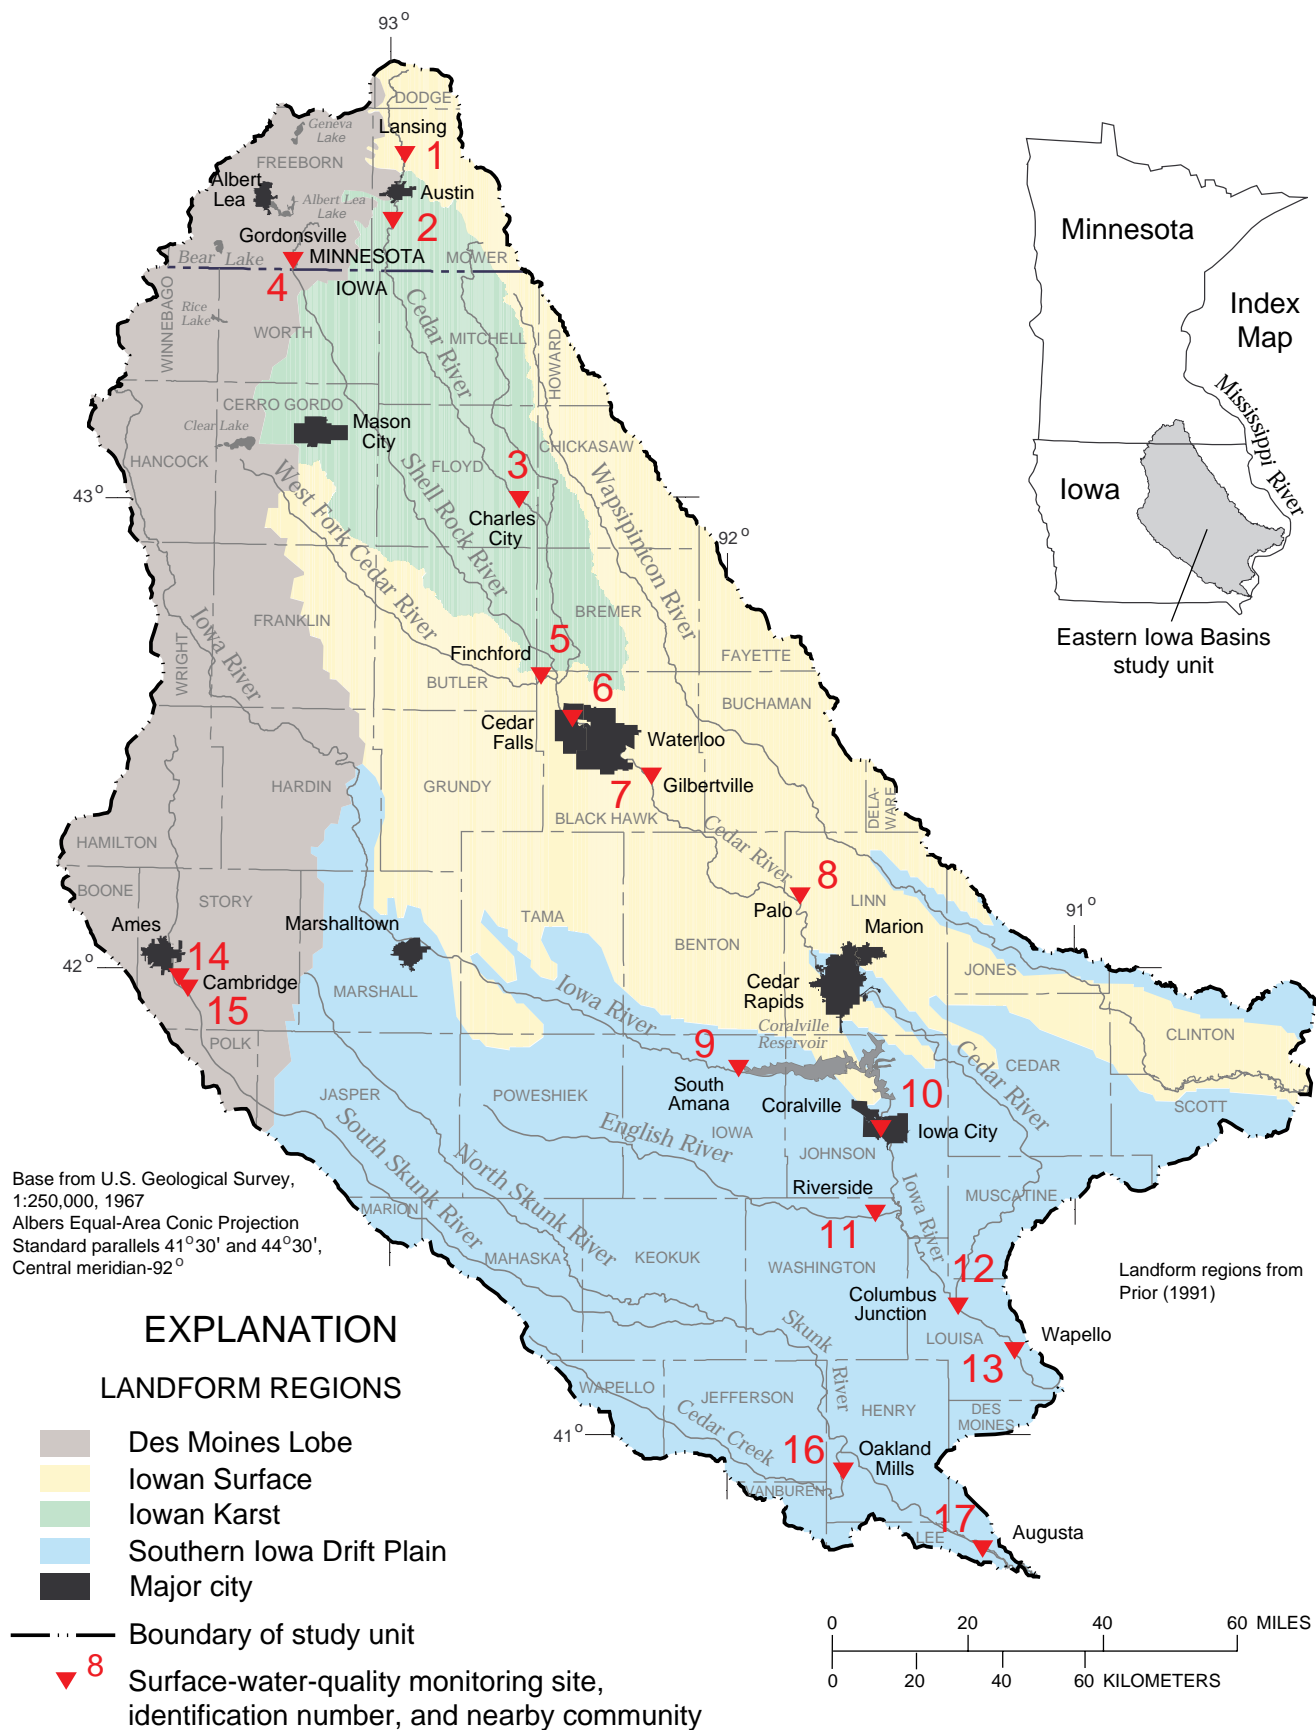 93°
DODGE
Lansing
1
Geneva
Lake
FREEBORN
Albert
Lea
Austin
Albert Lea
Lake
2
Gordonsville
MINNESOTA
MOWER
Bear Lake
4
IOWA
WINNEBAGO
Rice
Lake
WORTH
Cedar River
MITCHELL
HOWARD
CERRO GORDO
Mason
City
Clear Lake
HANCOCK
FLOYD
3
CHICKASAW
43°
West Fork Cedar River
Shell Rock River
Charles
City
Wapsipinicon River
92°
Iowa River
FRANKLIN
WRIGHT
BREMER
5
Finchford
BUTLER
FAYETTE
6
BUCHAMAN
Cedar
Falls
Waterloo
HARDIN
GRUNDY
7
Gilbertville
BLACK HAWK
DELA-
WARE
HAMILTON
Cedar River
BOONE
STORY
8
Palo
LINN
Marion
91°
Ames
Marshalltown
TAMA
BENTON
42°
14
Cambridge
15
MARSHALL
Iowa River
Cedar
Rapids
JONES
Coralville
Reservoir
CLINTON
POLK
9
South
Amana
Cedar River
CEDAR
JASPER
POWESHIEK
Coralville
10
SCOTT
English River
IOWA
Iowa City
JOHNSON
South Skunk River
North Skunk River
Riverside
Iowa River
MUSCATINE
MARION
MAHASKA
KEOKUK
11
WASHINGTON
12
Columbus
Junction
LOUISA
Wapello
13
Skunk
River
WAPELLO
JEFFERSON
HENRY
DES
MOINES
41°
Cedar Creek
16
Oakland
Mills
VANBUREN
17
LEE
Augusta
Minnesota
Index
Map
Mississippi River
Iowa
Eastern Iowa Basins
study unit
Base from U.S. Geological Survey,
1:250,000, 1967
Albers Equal-Area Conic Projection
Standard parallels 41°30' and 44°30',
Central meridian-92°
Landform regions from
Prior (1991)
EXPLANATION
LANDFORM REGIONS
Des Moines Lobe
Iowan Surface
Iowan Karst
Southern Iowa Drift Plain
Major city
Boundary of study unit
8
Surface-water-quality monitoring site,
identification number, and nearby community
0 20 40 60 MILES
0 20 40 60 KILOMETERS